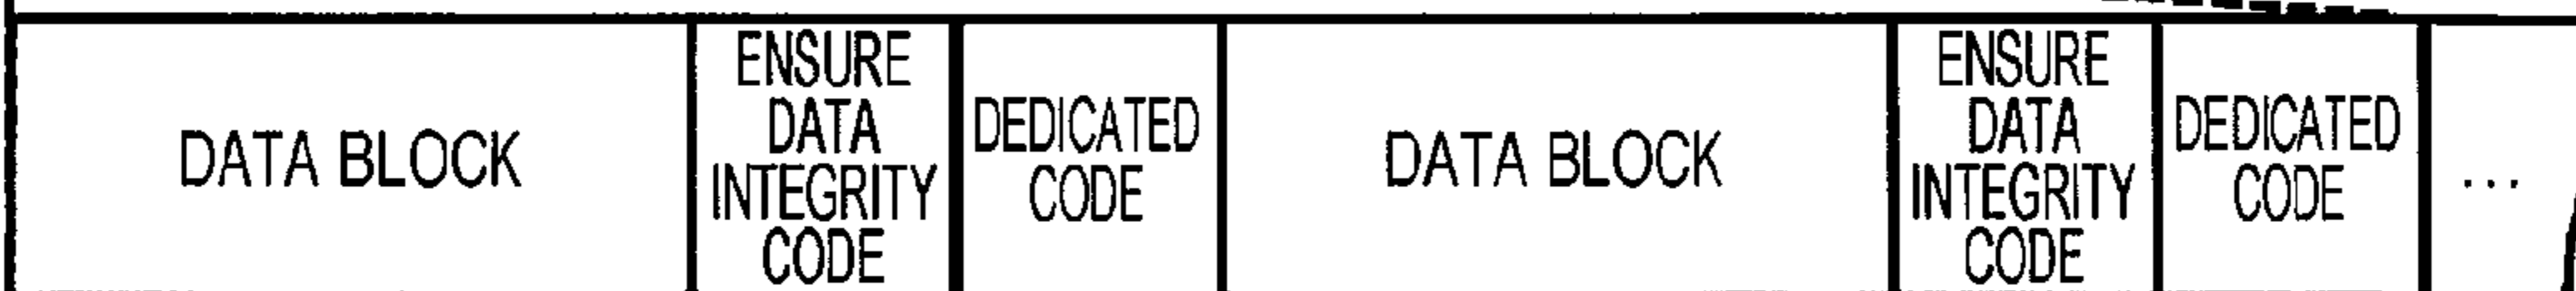 DATA BLOCK
ENSURE
DATA
INTEGRITY
CODE
DEDICATED
CODE
DATA BLOCK
ENSURE
DATA
INTEGRITY
CODE
DEDICATED
CODE
...